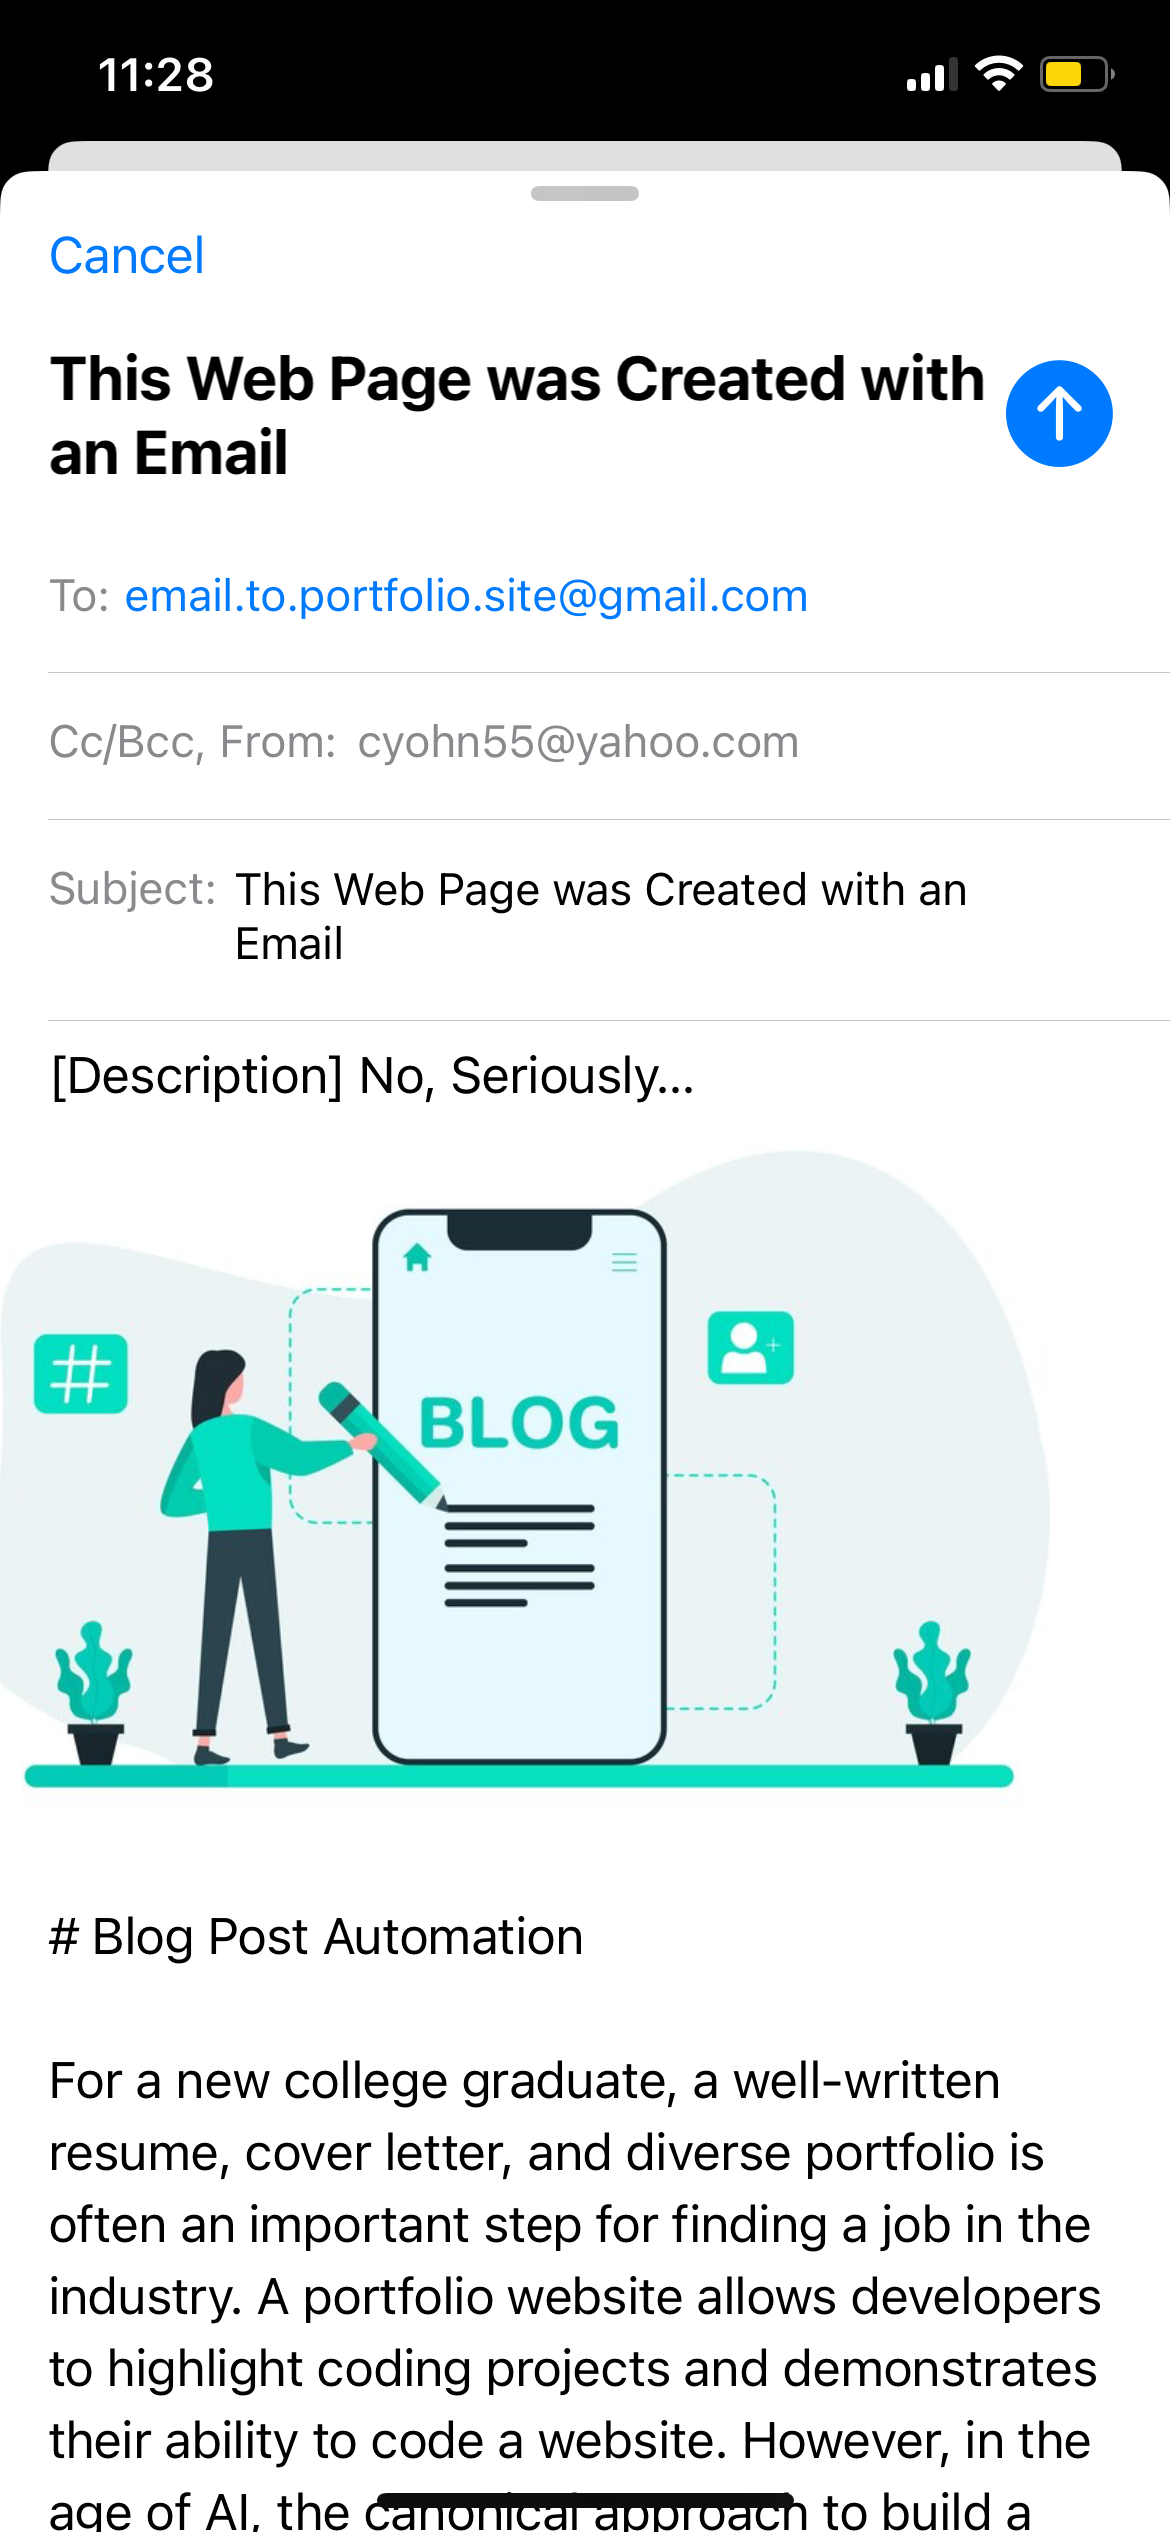 11:28
Cancel
This Web Page was Created with
an Email
To: email.to.portfolio.site@gmail.com
Cc/Bcc, From: cyohn55@yahoo.com
Subject: This Web Page was Created with an
Email
[Description] No, Seriously...
#
BLOG
# Blog Post Automation
For a new college graduate, a well-written
resume, cover letter, and diverse portfolio is
often an important step for finding a job in the
industry. A portfolio website allows developers
to highlight coding projects and demonstrates
their ability to code a website. However, in the
age of AI, the canonical approach to build a